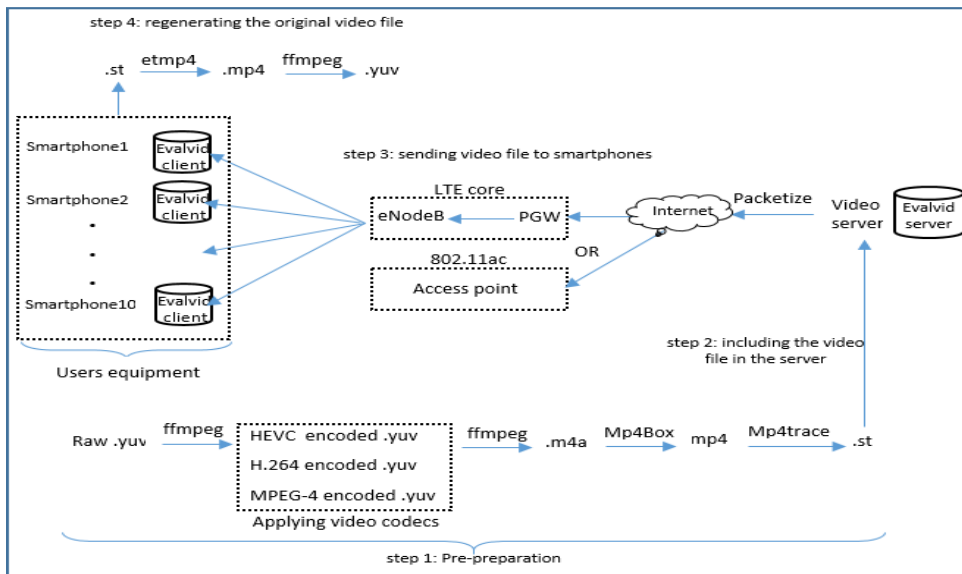 step 4: regenerating the original video file
.st etmp4 .mp4 ffmpeg .yuv
Smartphone1
Evalvid client
Smartphone2
Evalvid client
Smartphone10
Evalvid client
Users equipment
step 3: sending video file to smartphones
LTE core
eNodeB
PGW
OR
802.11ac
Access point
Internet
Packetize
Video server
Evalvid server
step 2: including the video
file in the server
Raw .yuv
ffmpeg
HEVC encoded .yuv
H.264 encoded .yuv
MPEG-4 encoded .yuv
Applying video codecs
ffmpeg
.m4a
Mp4Box
mp4
Mp4trace
.st
step 1: Pre-preparation